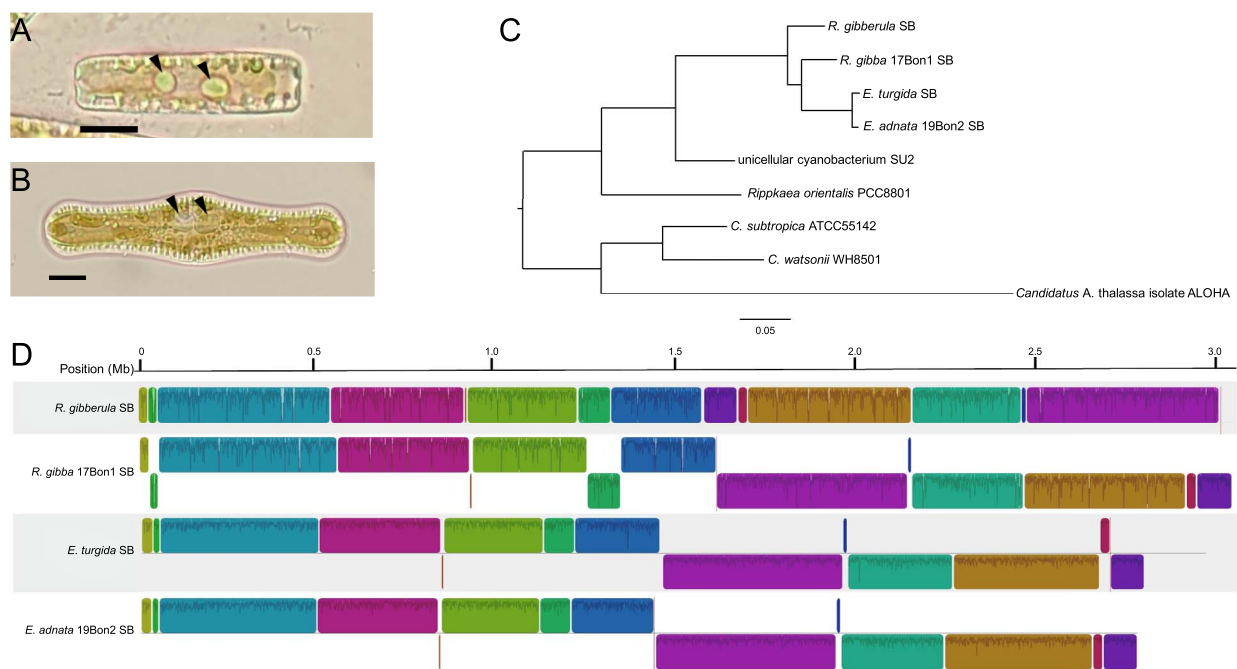 A
B
C
R. gibberula SB
R. gibba 17Bon1 SB
E. turgida SB
E. adnata 19Bon2 SB
unicellular cyanobacterium SU2
Rippkaea orientalis PCC8801
C. subtropica ATCC55142
C. watsonii WH8501
Candidatus A. thalassa isolate ALOHA
0.05
D
Position (Mb)
0 0.5 1.0 1.5 2.0 2.5 3.0
R. gibberula SB
R. gibba 17Bon1 SB
E. turgida SB
E. adnata 19Bon2 SB